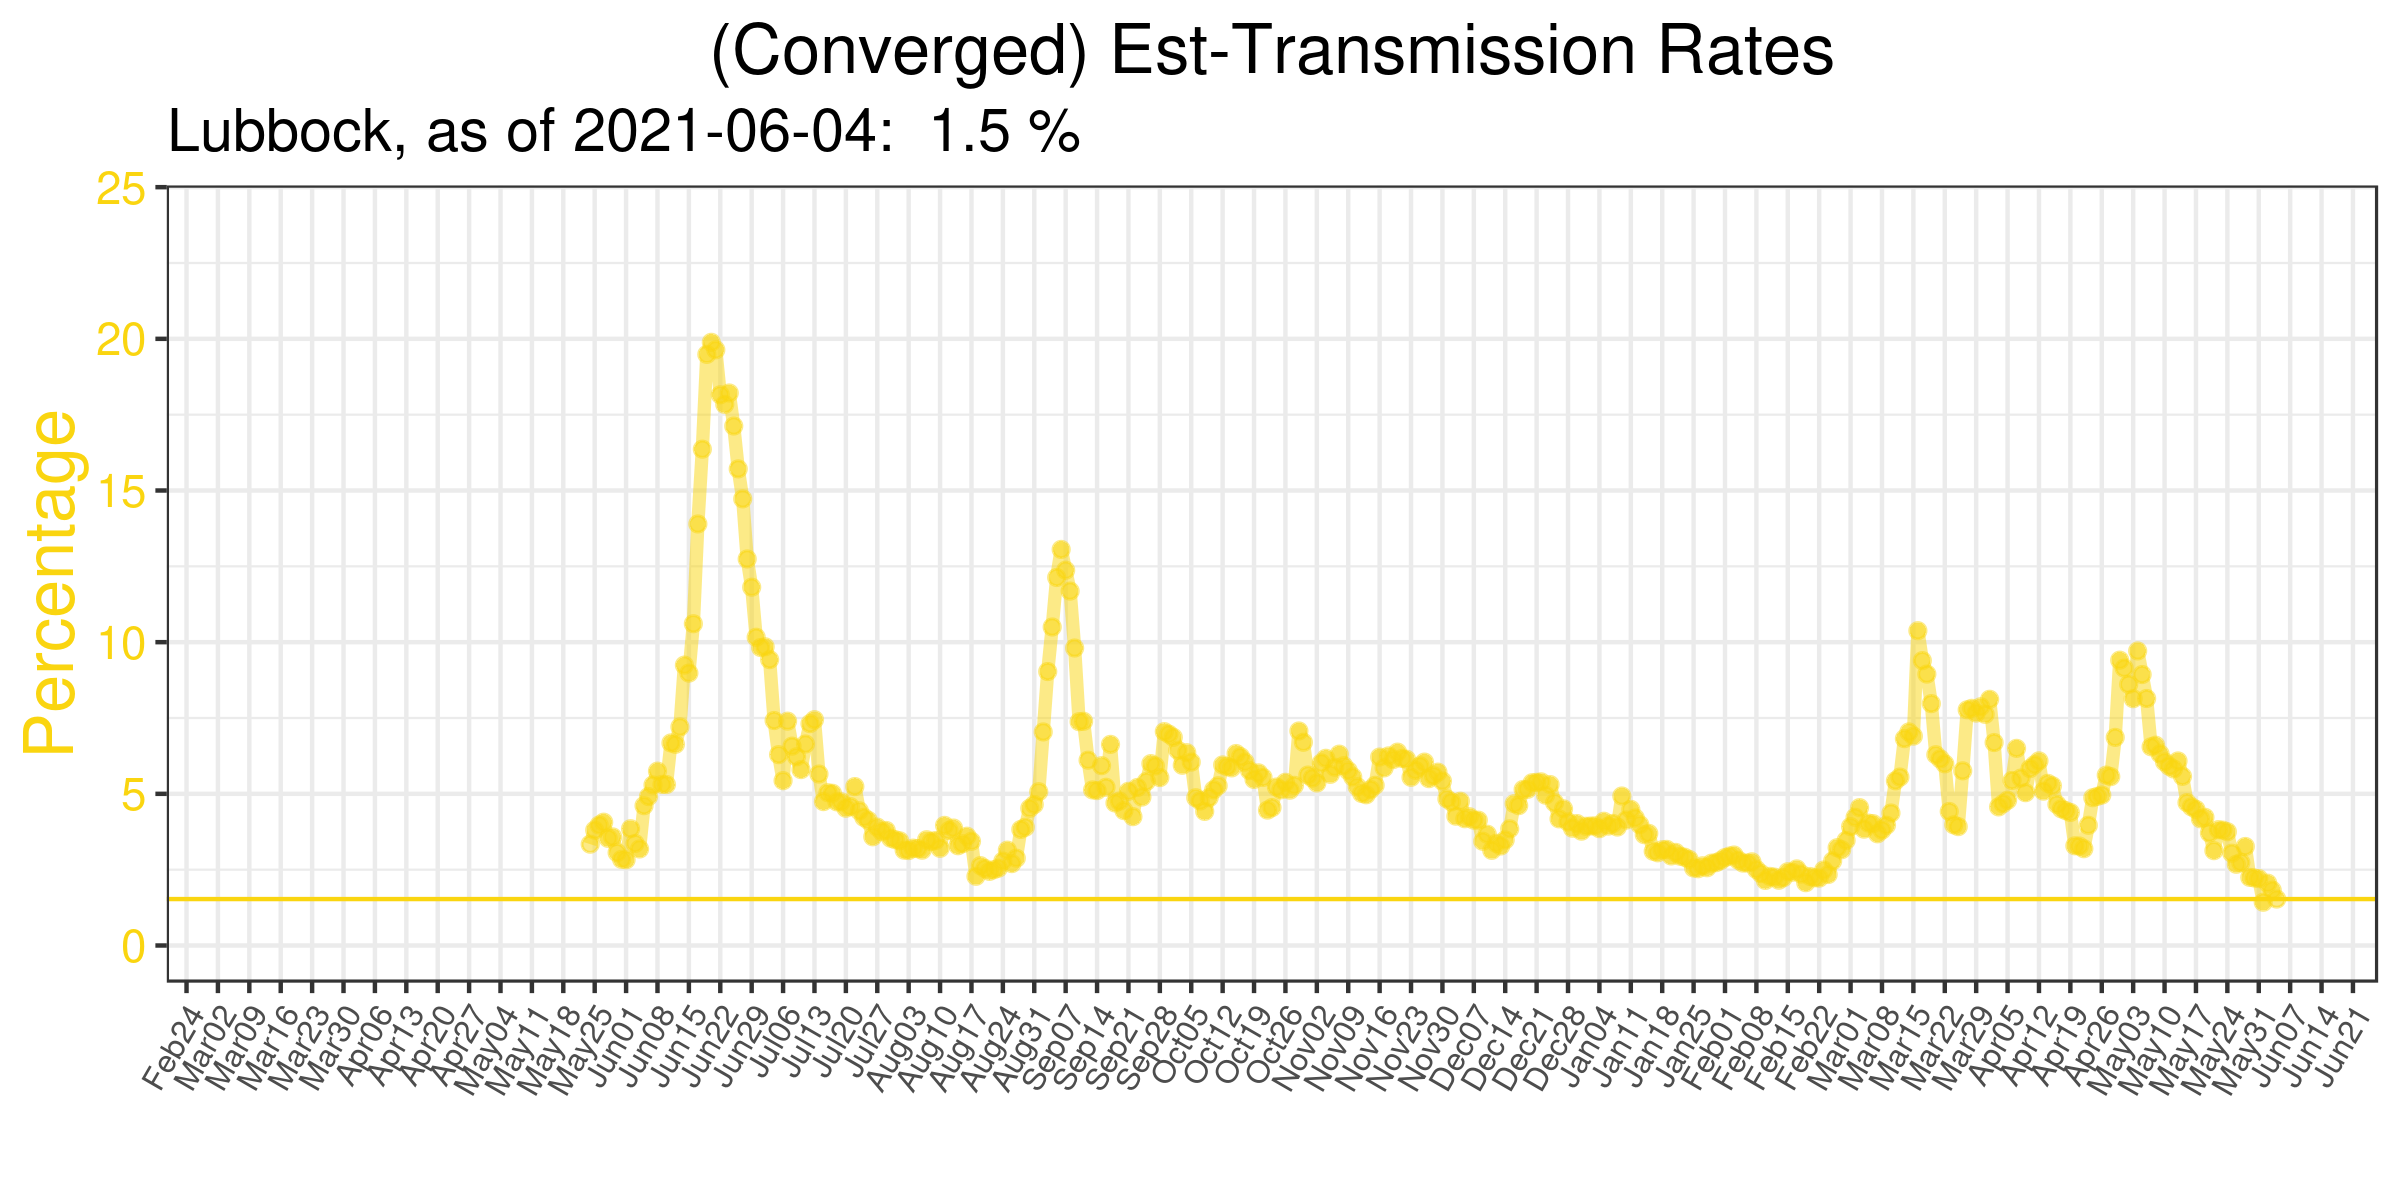 (Converged) Est-Transmission Rates
Lubbock, as of 2021-06-04:  1.5 %
Percentage
25
20
15
10
5
0
Feb24
Mar02
Mar09
Mar16
Mar23
Mar30
Apr06
Apr13
Apr20
Apr27
May04
May11
May18
May25
Jun01
Jun08
Jun15
Jun22
Jun29
Jul06
Jul13
Jul20
Jul27
Aug03
Aug10
Aug17
Aug24
Aug31
Sep07
Sep14
Sep21
Sep28
Oct05
Oct12
Oct19
Oct26
Nov02
Nov09
Nov16
Nov23
Nov30
Dec07
Dec14
Dec21
Dec28
Jan04
Jan11
Jan18
Jan25
Feb01
Feb08
Feb15
Feb22
Mar01
Mar08
Mar15
Mar22
Mar29
Apr05
Apr12
Apr19
Apr26
May03
May10
May17
May24
May31
Jun07
Jun14
Jun21